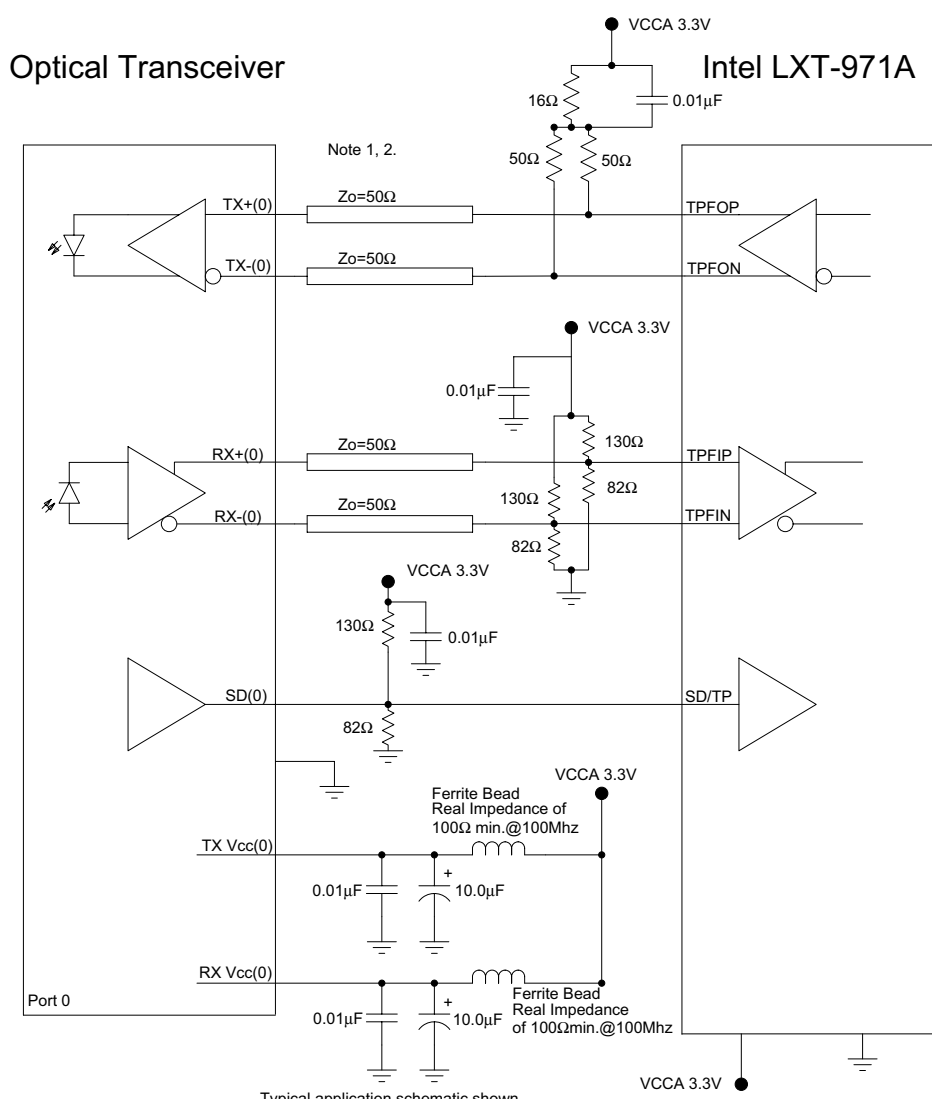 VCCA 3.3V
Optical Transceiver
Intel LXT-971A
16Ω
0.01μF
Note 1, 2.
50Ω
50Ω
TX+(0)
Zo=50Ω
TPFOP
TX-(0)
Zo=50Ω
TPFON
VCCA 3.3V
0.01μF
130Ω
RX+(0)
Zo=50Ω
TPFIP
130Ω
82Ω
RX-(0)
Zo=50Ω
TPFIN
82Ω
VCCA 3.3V
130Ω
0.01μF
SD(0)
SD/TP
82Ω
VCCA 3.3V
Ferrite Bead
Real Impedance of
100Ω min.@100Mhz
TX Vcc(0)
+
0.01μF
10.0μF
RX Vcc(0)
+
Ferrite Bead
Real Impedance
of 100Ωmin.@100Mhz
Port 0
0.01μF
10.0μF
VCCA 3.3V
Typical application schematic shown